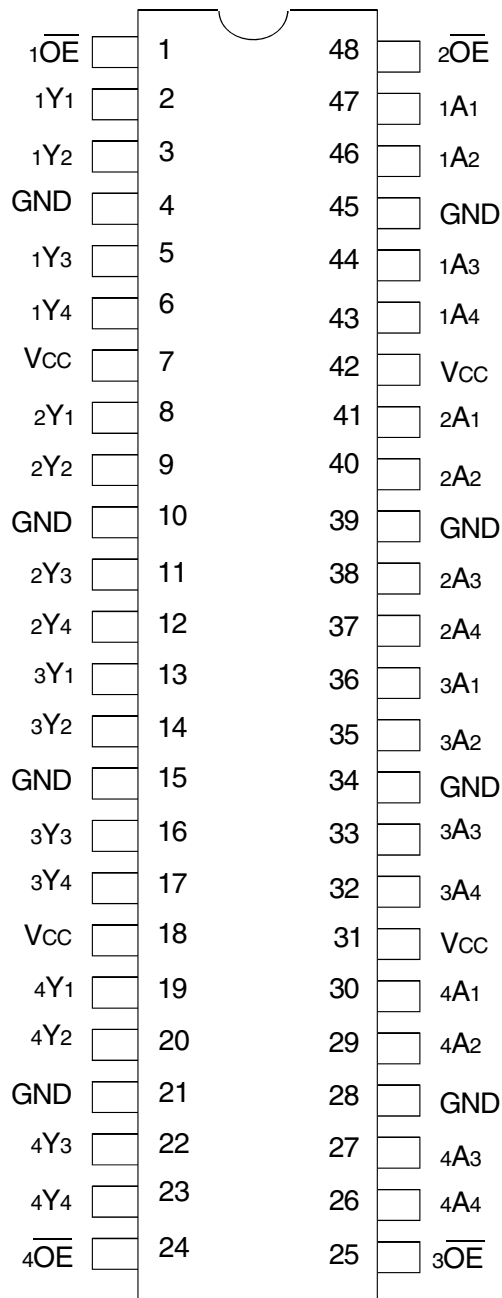 1O̅E̅ 1 48 2O̅E̅
1Y1 2 47 1A1
1Y2 3 46 1A2
GND 4 45 GND
1Y3 5 44 1A3
1Y4 6 43 1A4
VCC 7 42 VCC
2Y1 8 41 2A1
2Y2 9 40 2A2
GND 10 39 GND
2Y3 11 38 2A3
2Y4 12 37 2A4
3Y1 13 36 3A1
3Y2 14 35 3A2
GND 15 34 GND
3Y3 16 33 3A3
3Y4 17 32 3A4
VCC 18 31 VCC
4Y1 19 30 4A1
4Y2 20 29 4A2
GND 21 28 GND
4Y3 22 27 4A3
4Y4 23 26 4A4
4O̅E̅ 24 25 3O̅E̅